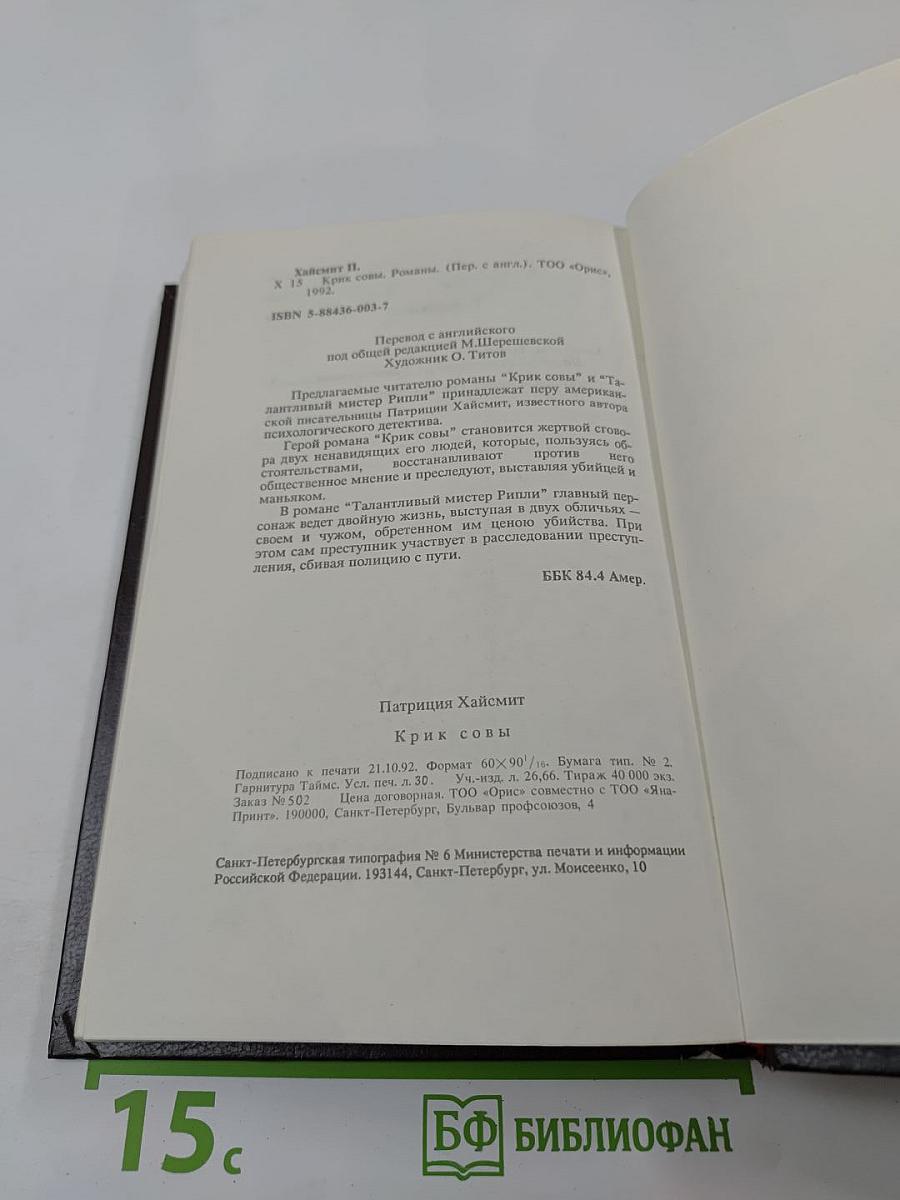 Хайсмит П.
Х 15 Крик совы. Романы. (Пер. с англ.). ТОО «Орис»,
1992.
ISBN 5-88436-003-7
Перевод с английского
под общей редакцией М.Шерешевской
Художник О. Титов
Предлагаемые читателю романы "Крик совы" и "Та-
лантливый мистер Рипли" принадлежат перу американ-
ской писательницы Патриции Хайсмит, известного автора
психологического детектива.
Герой романа "Крик совы" становится жертвой сгово-
ра двух ненавидящих его людей, которые, пользуясь об-
стоятельствами, восстанавливают против него
общественное мнение и преследуют, выставляя убийцей и
маньяком.
В романе "Талантливый мистер Рипли" главный пер-
сонаж ведет двойную жизнь, выступая в двух обличьях —
своем и чужом, обретенном им ценою убийства. При
этом сам преступник участвует в расследовании преступ-
ления, сбивая полицию с пути.
ББК 84.4 Амер.
Патриция Хайсмит
Крик совы
Подписано к печати 21.10.92. Формат 60×90¹/₁₆. Бумага тип. № 2.
Гарнитура Таймс. Усл. печ. л. 30. Уч.-изд. л. 26,66. Тираж 40 000 экз.
Заказ № 502 Цена договорная. ТОО «Орис» совместно с ТОО «Яна-
Принт». 190000, Санкт-Петербург, Бульвар профсоюзов, 4
Санкт-Петербургская типография № 6 Министерства печати и информации
Российской Федерации. 193144, Санкт-Петербург, ул. Моисеенко, 10
15 с
БФ БИБЛИОФАН